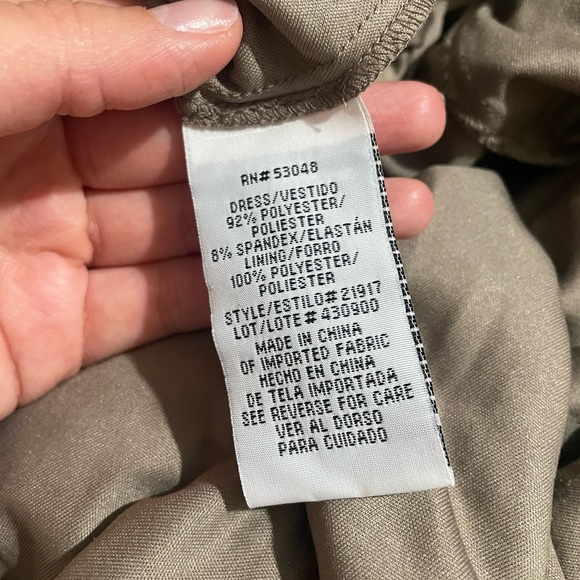 RN# 53048
DRESS/VESTIDO
92% POLYESTER/
POLIESTER
8% SPANDEX/ELASTÁN
LINING/FORRO
100% POLYESTER/
POLIESTER
STYLE/ESTILO# 21917
LOT/LOTE# 430900
MADE IN CHINA
OF IMPORTED FABRIC
HECHO EN CHINA
DE TELA IMPORTADA
SEE REVERSE FOR CARE
VER AL DORSO
PARA CUIDADO